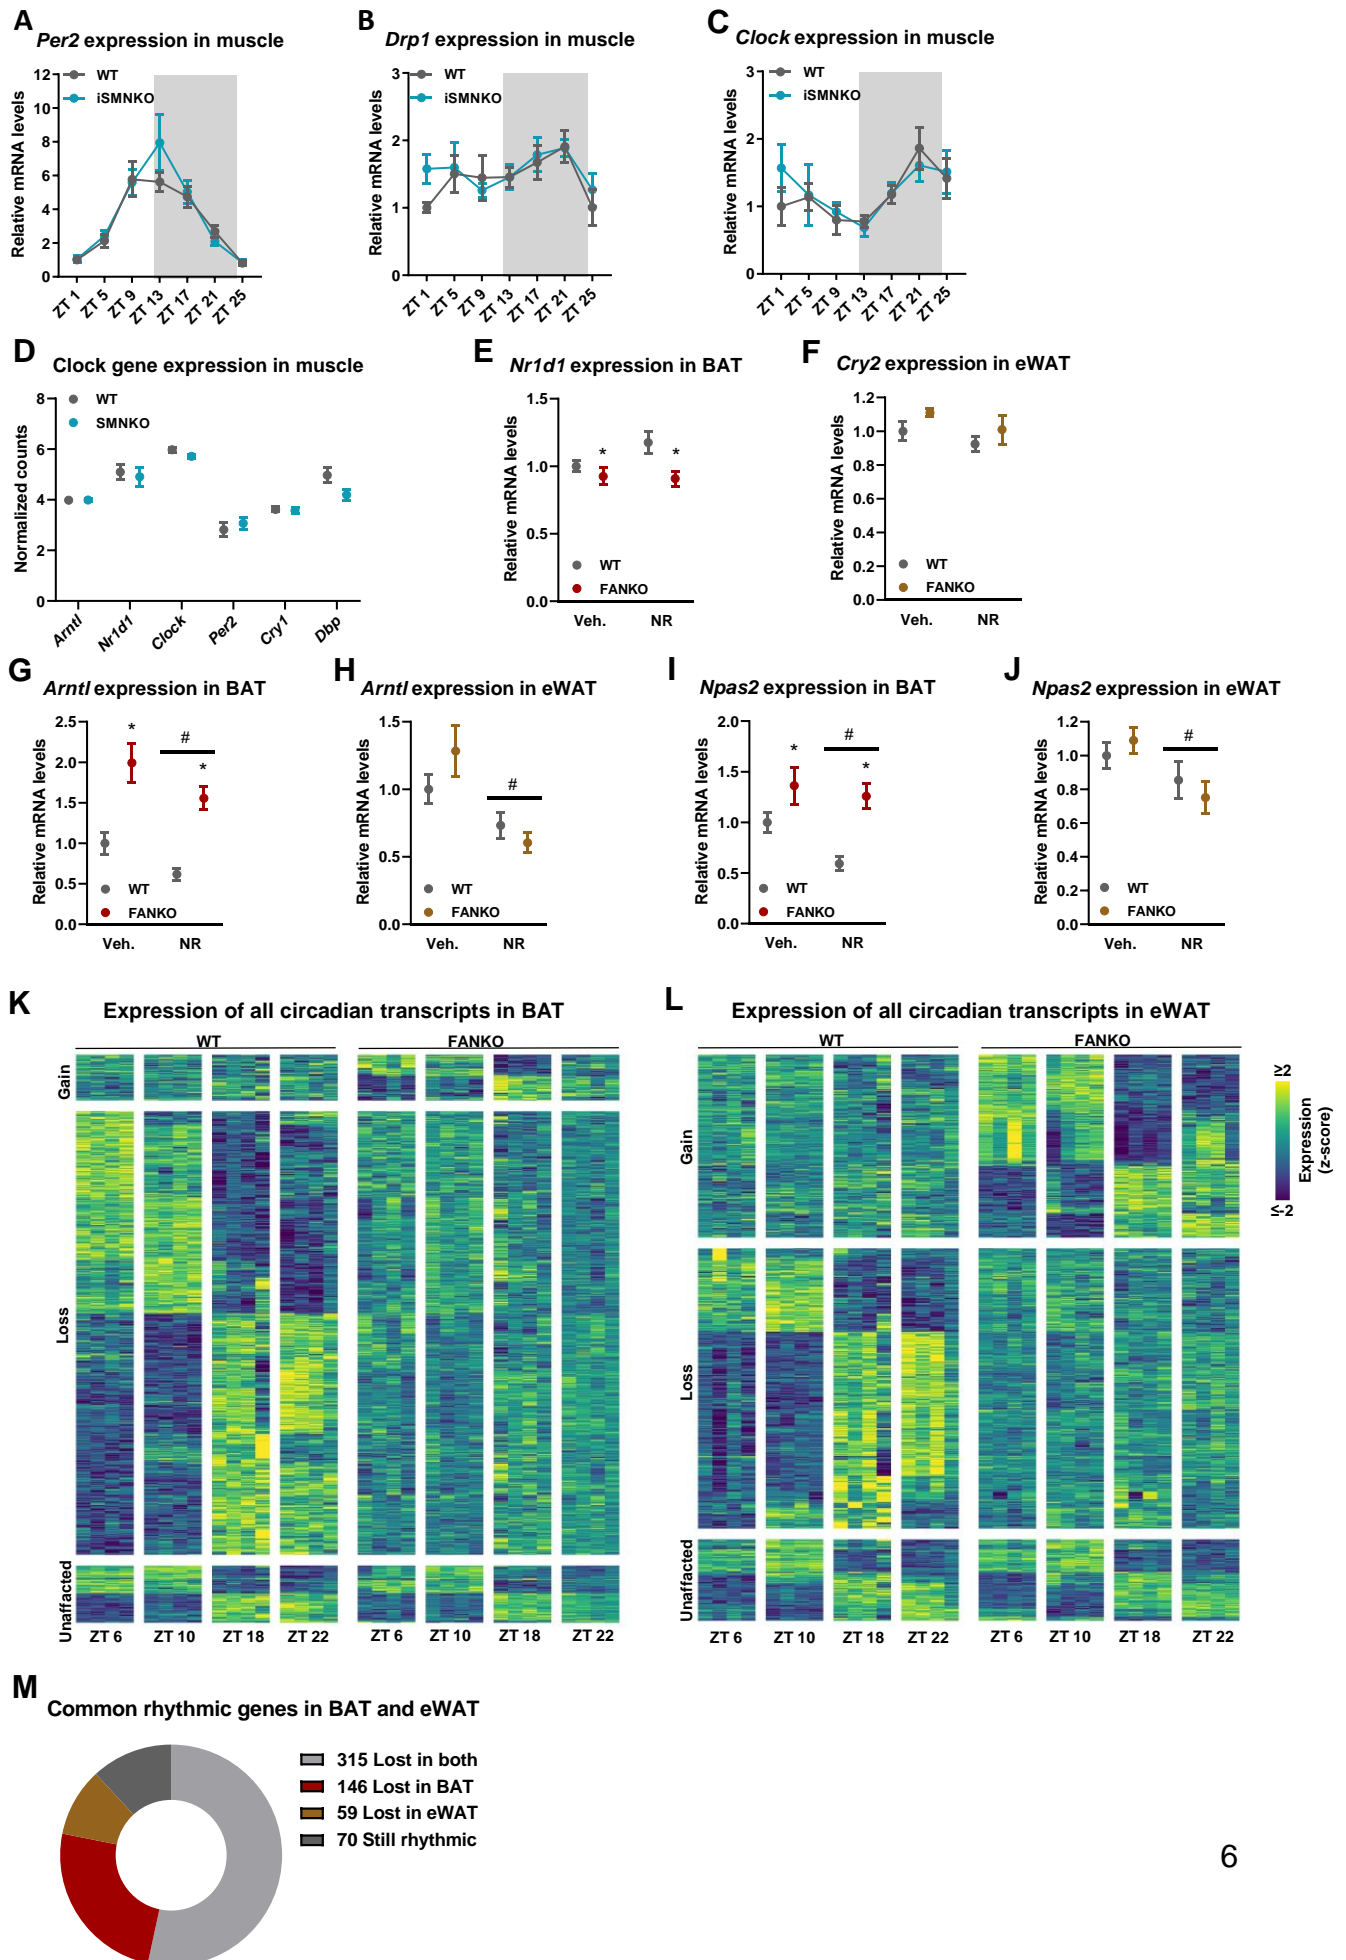 A
Per2 expression in muscle
Relative mRNA levels
12
10
8
6
4
2
0
WT
iSMNKO
ZT 1
ZT 5
ZT 9
ZT 13
ZT 17
ZT 21
ZT 25
B
Drp1 expression in muscle
Relative mRNA levels
3
2
1
0
WT
iSMNKO
ZT 1
ZT 5
ZT 9
ZT 13
ZT 17
ZT 21
ZT 25
C
Clock expression in muscle
Relative mRNA levels
3
2
1
0
WT
iSMNKO
ZT 1
ZT 5
ZT 9
ZT 13
ZT 17
ZT 21
ZT 25
D
Clock gene expression in muscle
Normalized counts
8
6
4
2
0
WT
SMNKO
Arntl
Nr1d1
Clock
Per2
Cry1
Dbp
E
Nr1d1 expression in BAT
Relative mRNA levels
1.5
1.0
0.5
0.0
*
*
WT
FANKO
Veh.
NR
F
Cry2 expression in eWAT
Relative mRNA levels
1.2
1.0
0.8
0.6
0.4
0.2
0.0
WT
FANKO
Veh.
NR
G
Arntl expression in BAT
Relative mRNA levels
2.5
2.0
1.5
1.0
0.5
0.0
*
#
*
WT
FANKO
Veh.
NR
H
Arntl expression in eWAT
Relative mRNA levels
1.5
1.0
0.5
0.0
#
WT
FANKO
Veh.
NR
I
Npas2 expression in BAT
Relative mRNA levels
2.0
1.5
1.0
0.5
0.0
*
#
*
WT
FANKO
Veh.
NR
J
Npas2 expression in eWAT
Relative mRNA levels
1.2
1.0
0.8
0.6
0.4
0.2
0.0
#
WT
FANKO
Veh.
NR
K
Expression of all circadian transcripts in BAT
WT
FANKO
Gain
Loss
Unaffacted
ZT 6
ZT 10
ZT 18
ZT 22
ZT 6
ZT 10
ZT 18
ZT 22
L
Expression of all circadian transcripts in eWAT
WT
FANKO
Gain
Loss
Unaffacted
ZT 6
ZT 10
ZT 18
ZT 22
ZT 6
ZT 10
ZT 18
ZT 22
≥2
≤-2
Expression
(z-score)
M
Common rhythmic genes in BAT and eWAT
315 Lost in both
146 Lost in BAT
59 Lost in eWAT
70 Still rhythmic
6